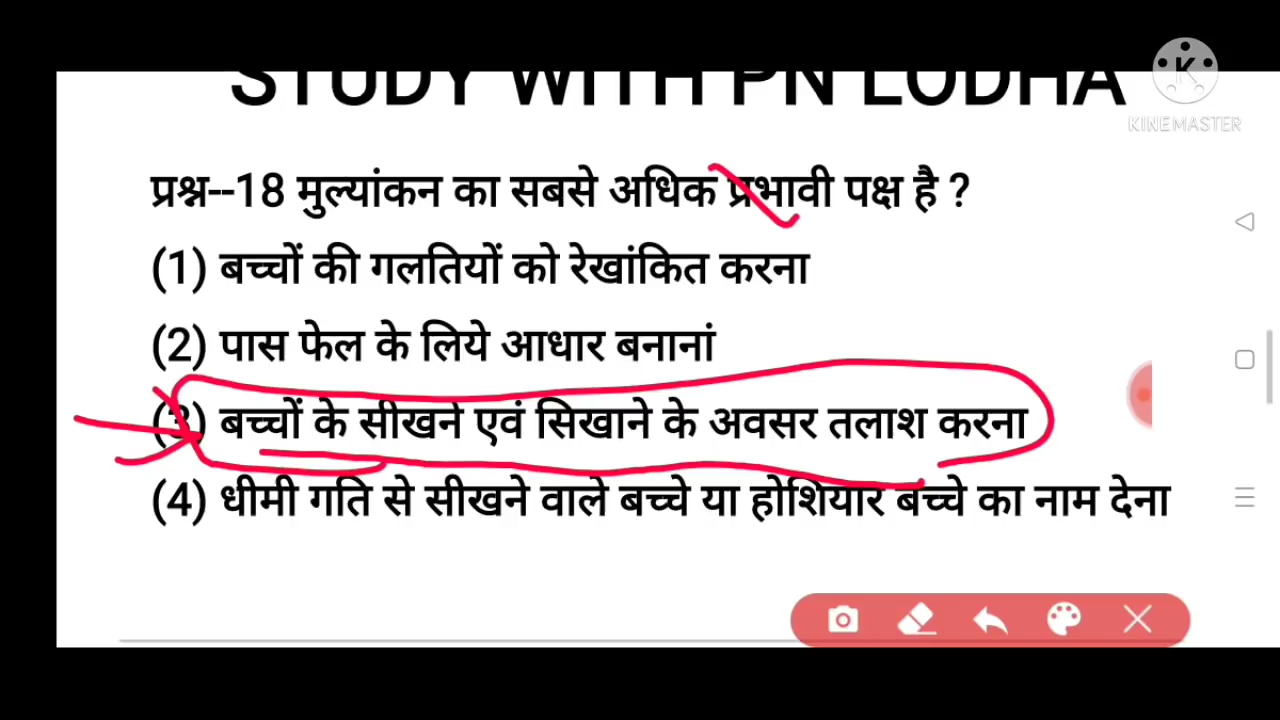 STUDY WITH PN LODHA
KINEMASTER
प्रश्न--18 मुल्यांकन का सबसे अधिक प्रभावी पक्ष है ?
(1) बच्चों की गलतियों को रेखांकित करना
(2) पास फेल के लिये आधार बनानां
(3) बच्चों के सीखने एवं सिखाने के अवसर तलाश करना
(4) धीमी गति से सीखने वाले बच्चे या होशियार बच्चे का नाम देना